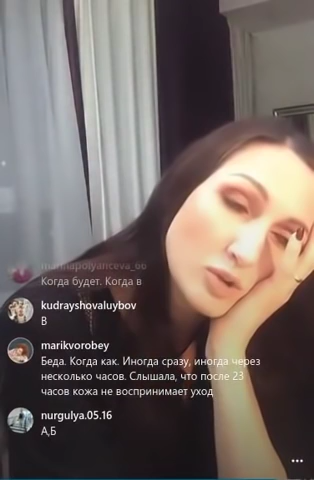 marinapolyanceva_66
Когда будет. Когда в
kudrayshovaluybov
В
marikvorobey
Беда. Когда как. Иногда сразу, иногда через
несколько часов. Слышала, что после 23
часов кожа не воспринимает уход
nurgulya.05.16
А,Б